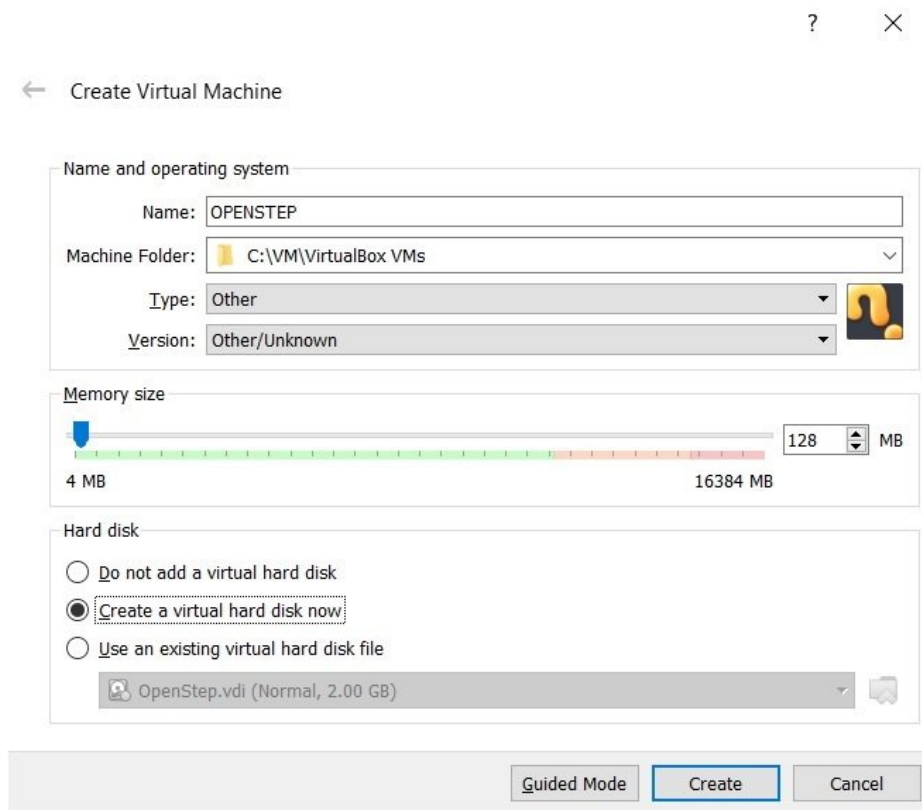 ?
Create Virtual Machine
Name and operating system
Name: OPENSTEP
Machine Folder: C:\VM\VirtualBox VMs
Type: Other
Version: Other/Unknown
Memory size
128 MB
4 MB 16384 MB
Hard disk
Do not add a virtual hard disk
Create a virtual hard disk now
Use an existing virtual hard disk file
OpenStep.vdi (Normal, 2.00 GB)
Guided Mode Create Cancel